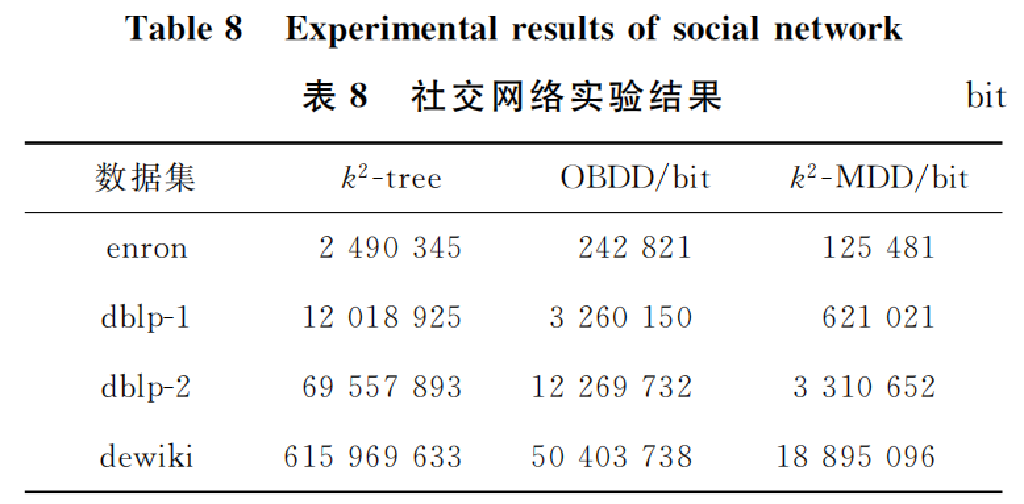 Table 8 Experimental results of social network
表 8 社交网络实验结果 bit
数据集 k²-tree OBDD/bit k²-MDD/bit
enron 2 490 345 242 821 125 481
dblp-1 12 018 925 3 260 150 621 021
dblp-2 69 557 893 12 269 732 3 310 652
dewiki 615 969 633 50 403 738 18 895 096